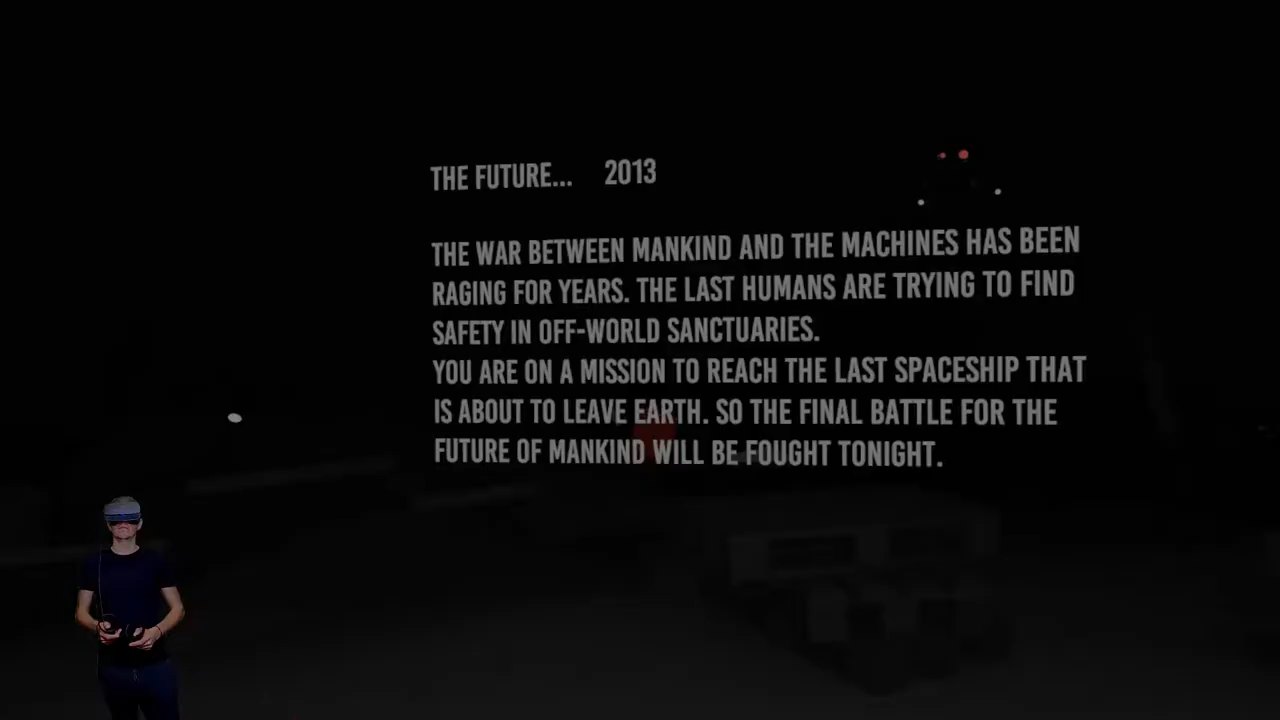 THE FUTURE... 2013
THE WAR BETWEEN MANKIND AND THE MACHINES HAS BEEN
RAGING FOR YEARS. THE LAST HUMANS ARE TRYING TO FIND
SAFETY IN OFF-WORLD SANCTUARIES.
YOU ARE ON A MISSION TO REACH THE LAST SPACESHIP THAT
IS ABOUT TO LEAVE EARTH. SO THE FINAL BATTLE FOR THE
FUTURE OF MANKIND WILL BE FOUGHT TONIGHT.